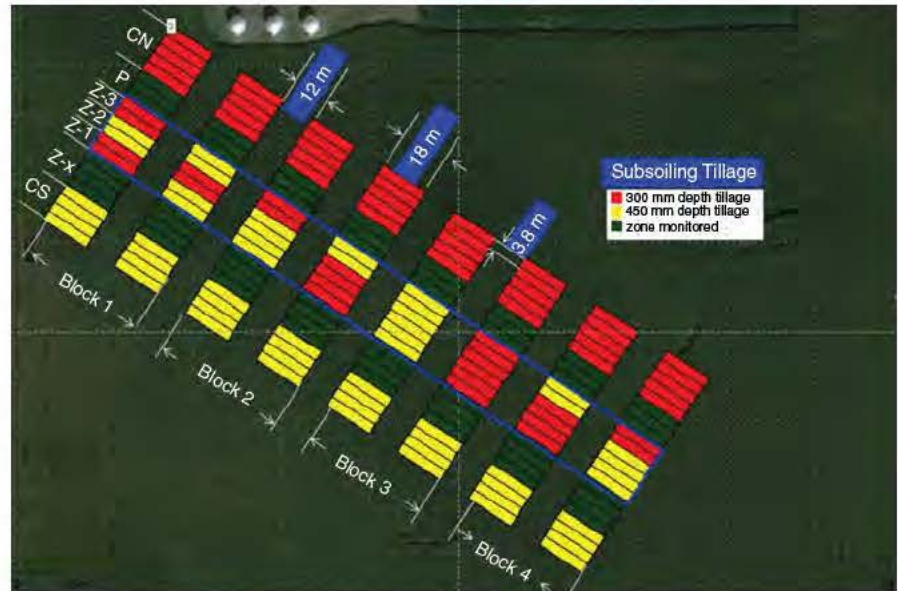 CN
P
Z-3
Z-2
Z-1
Z-x
CS
12 m
18 m
3.8 m
Subsoiling Tillage
300 mm depth tillage
450 mm depth tillage
zone monitored
Block 1
Block 2
Block 3
Block 4